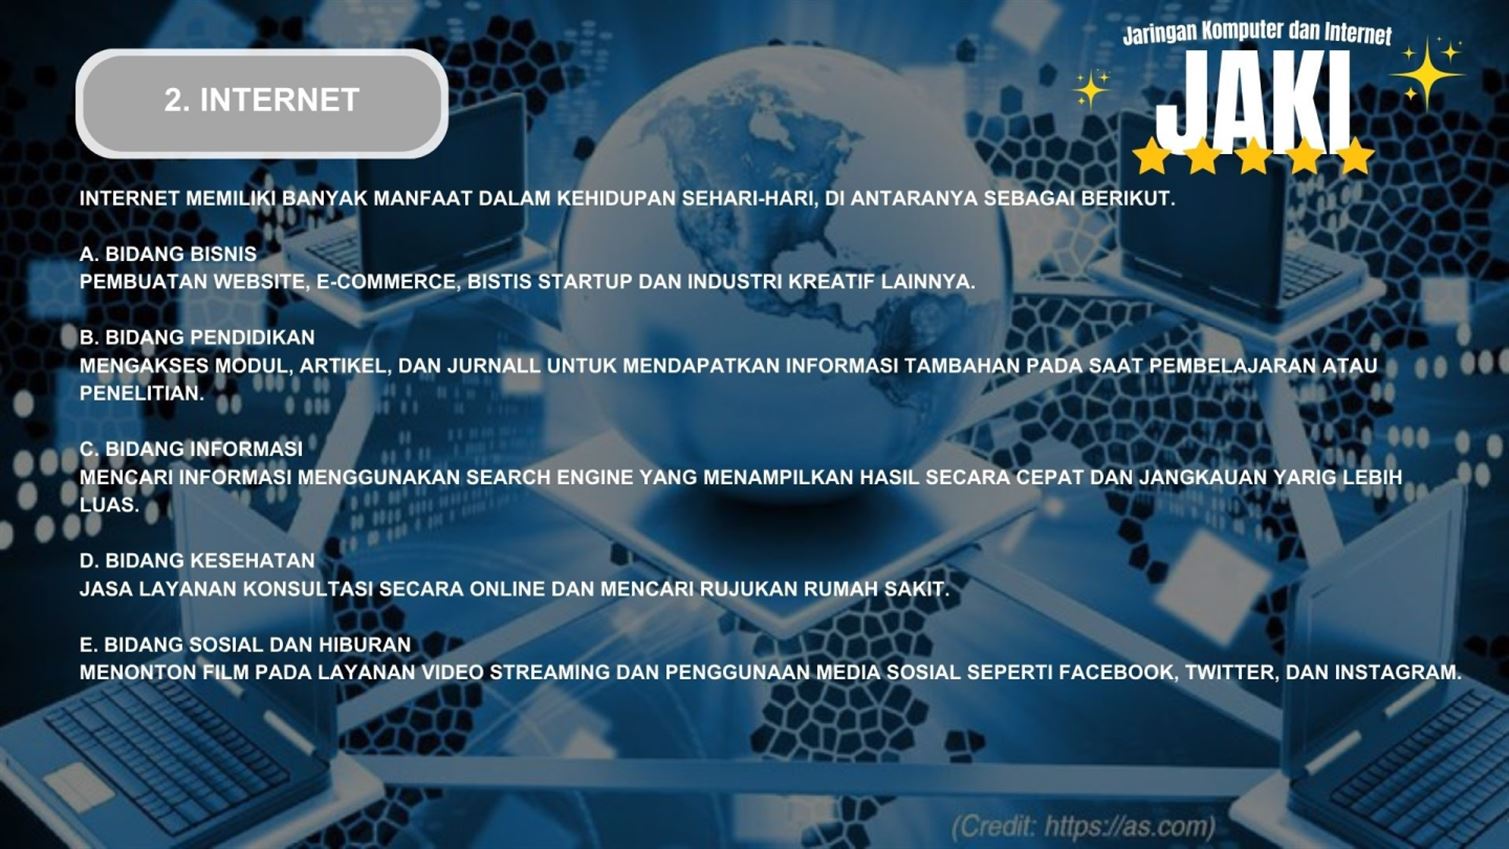 Jaringan Komputer dan Internet
JAKI
2. INTERNET
INTERNET MEMILIKI BANYAK MANFAAT DALAM KEHIDUPAN SEHARI-HARI, DI ANTARANYA SEBAGAI BERIKUT.
A. BIDANG BISNIS
PEMBUATAN WEBSITE, E-COMMERCE, BISTIS STARTUP DAN INDUSTRI KREATIF LAINNYA.
B. BIDANG PENDIDIKAN
MENGAKSES MODUL, ARTIKEL, DAN JURNALL UNTUK MENDAPATKAN INFORMASI TAMBAHAN PADA SAAT PEMBELAJARAN ATAU
PENELITIAN.
C. BIDANG INFORMASI
MENCARI INFORMASI MENGGUNAKAN SEARCH ENGINE YANG MENAMPILKAN HASIL SECARA CEPAT DAN JANGKAUAN YARIG LEBIH
LUAS.
D. BIDANG KESEHATAN
JASA LAYANAN KONSULTASI SECARA ONLINE DAN MENCARI RUJUKAN RUMAH SAKIT.
E. BIDANG SOSIAL DAN HIBURAN
MENONTON FILM PADA LAYANAN VIDEO STREAMING DAN PENGGUNAAN MEDIA SOSIAL SEPERTI FACEBOOK, TWITTER, DAN INSTAGRAM.
(Credit: https://as.com)